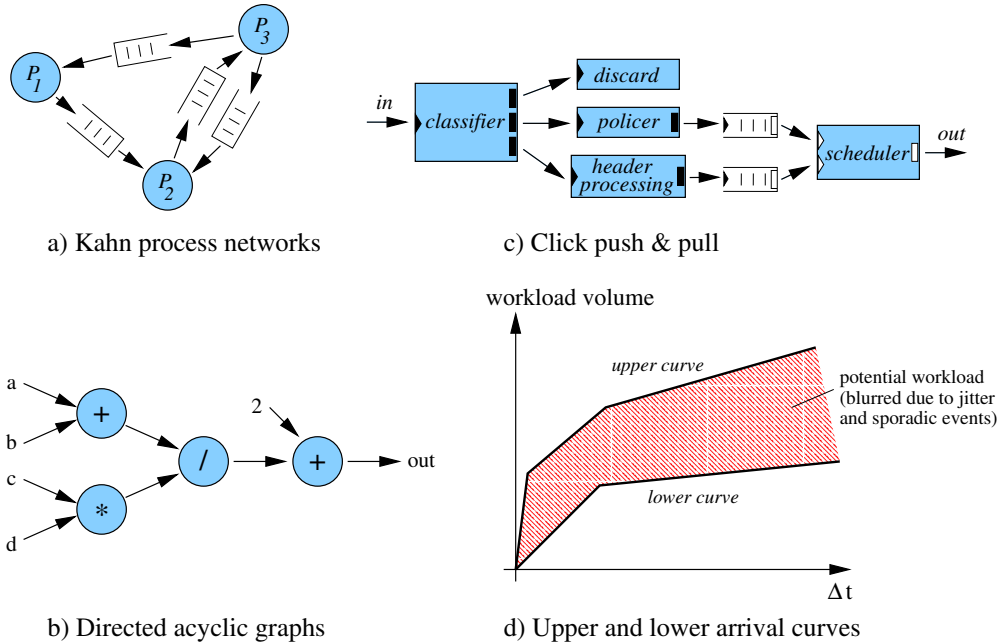 P1
P3
P2
a) Kahn process networks
in
classifier
discard
policer
header
processing
scheduler
out
c) Click push & pull
a
b
c
d
+
*
/
2
+
out
b) Directed acyclic graphs
workload volume
upper curve
potential workload
(blurred due to jitter
and sporadic events)
lower curve
Δt
d) Upper and lower arrival curves